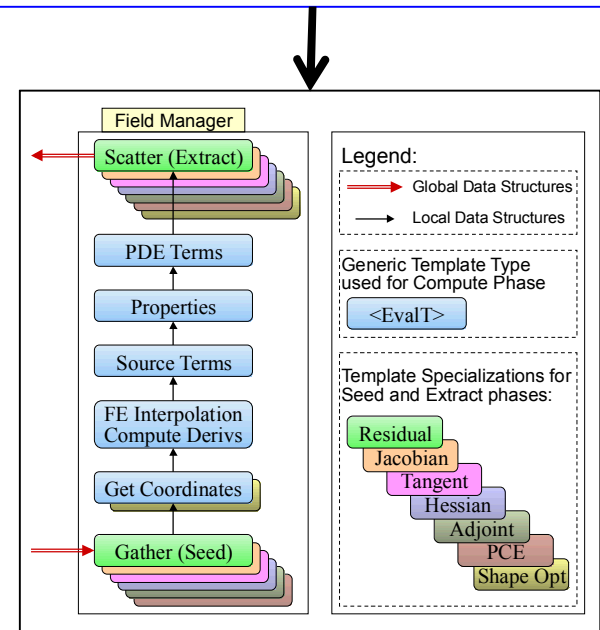 Field Manager
Scatter (Extract)
PDE Terms
Properties
Source Terms
FE Interpolation
Compute Derivs
Get Coordinates
Gather (Seed)
Legend:
Global Data Structures
Local Data Structures
Generic Template Type
used for Compute Phase
<EvalT>
Template Specializations for
Seed and Extract phases:
Residual
Jacobian
Tangent
Hessian
Adjoint
PCE
Shape Opt